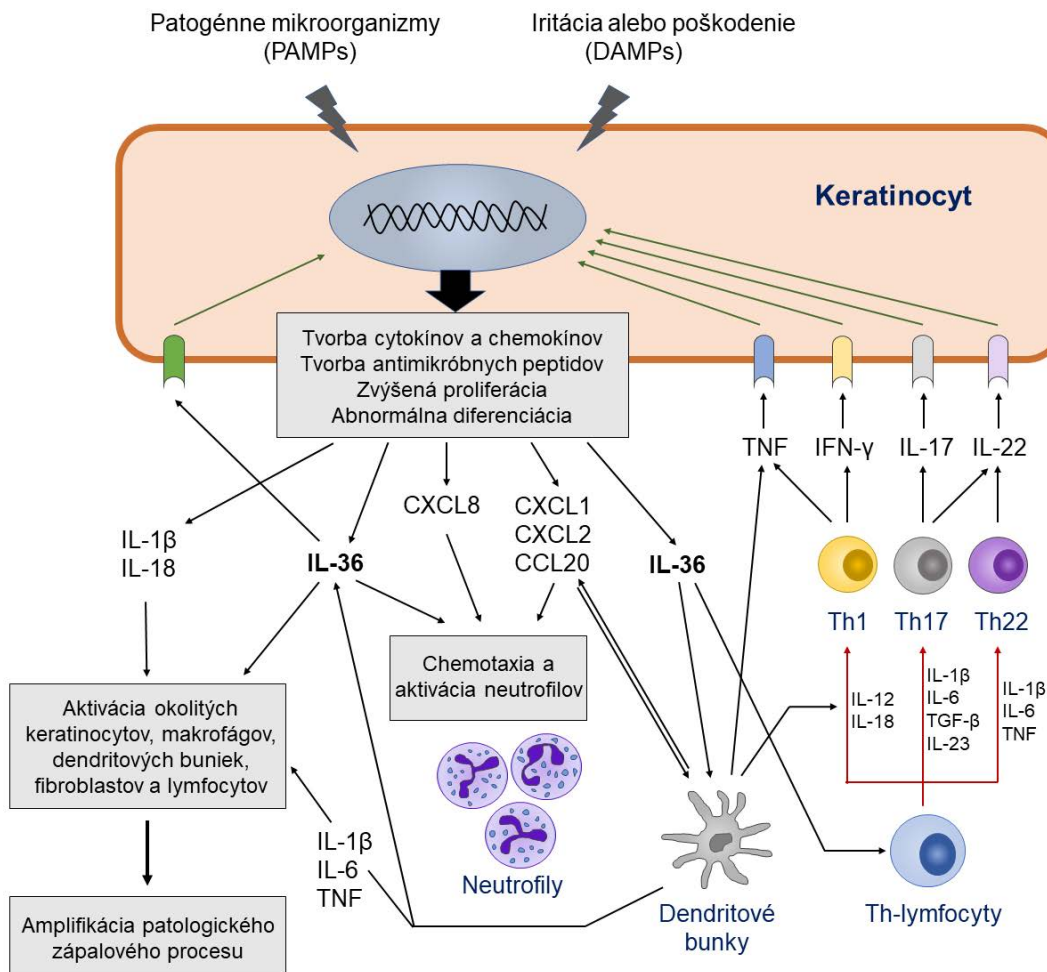 Patogénne mikroorganizmy
(PAMPs)
Iritácia alebo poškodenie
(DAMPs)
Keratinocyt
Tvorba cytokínov a chemokínov
Tvorba antimikróbnych peptidov
Zvýšená proliferácia
Abnormálna diferenciácia
TNF
IFN-γ
IL-17
IL-22
CXCL8
CXCL1
CXCL2
CCL20
IL-1β
IL-18
IL-36
IL-36
Th1
Th17
Th22
Chemotaxia a
aktivácia neutrofilov
Aktivácia okolitých
keratinocytov, makrofágov,
dendritových buniek,
fibroblastov a lymfocytov
IL-12
IL-18
IL-1β
IL-6
TGF-β
IL-23
IL-1β
IL-6
TNF
IL-1β
IL-6
TNF
Neutrofily
Dendritové
bunky
Th-lymfocyty
Amplifikácia patologického
zápalového procesu